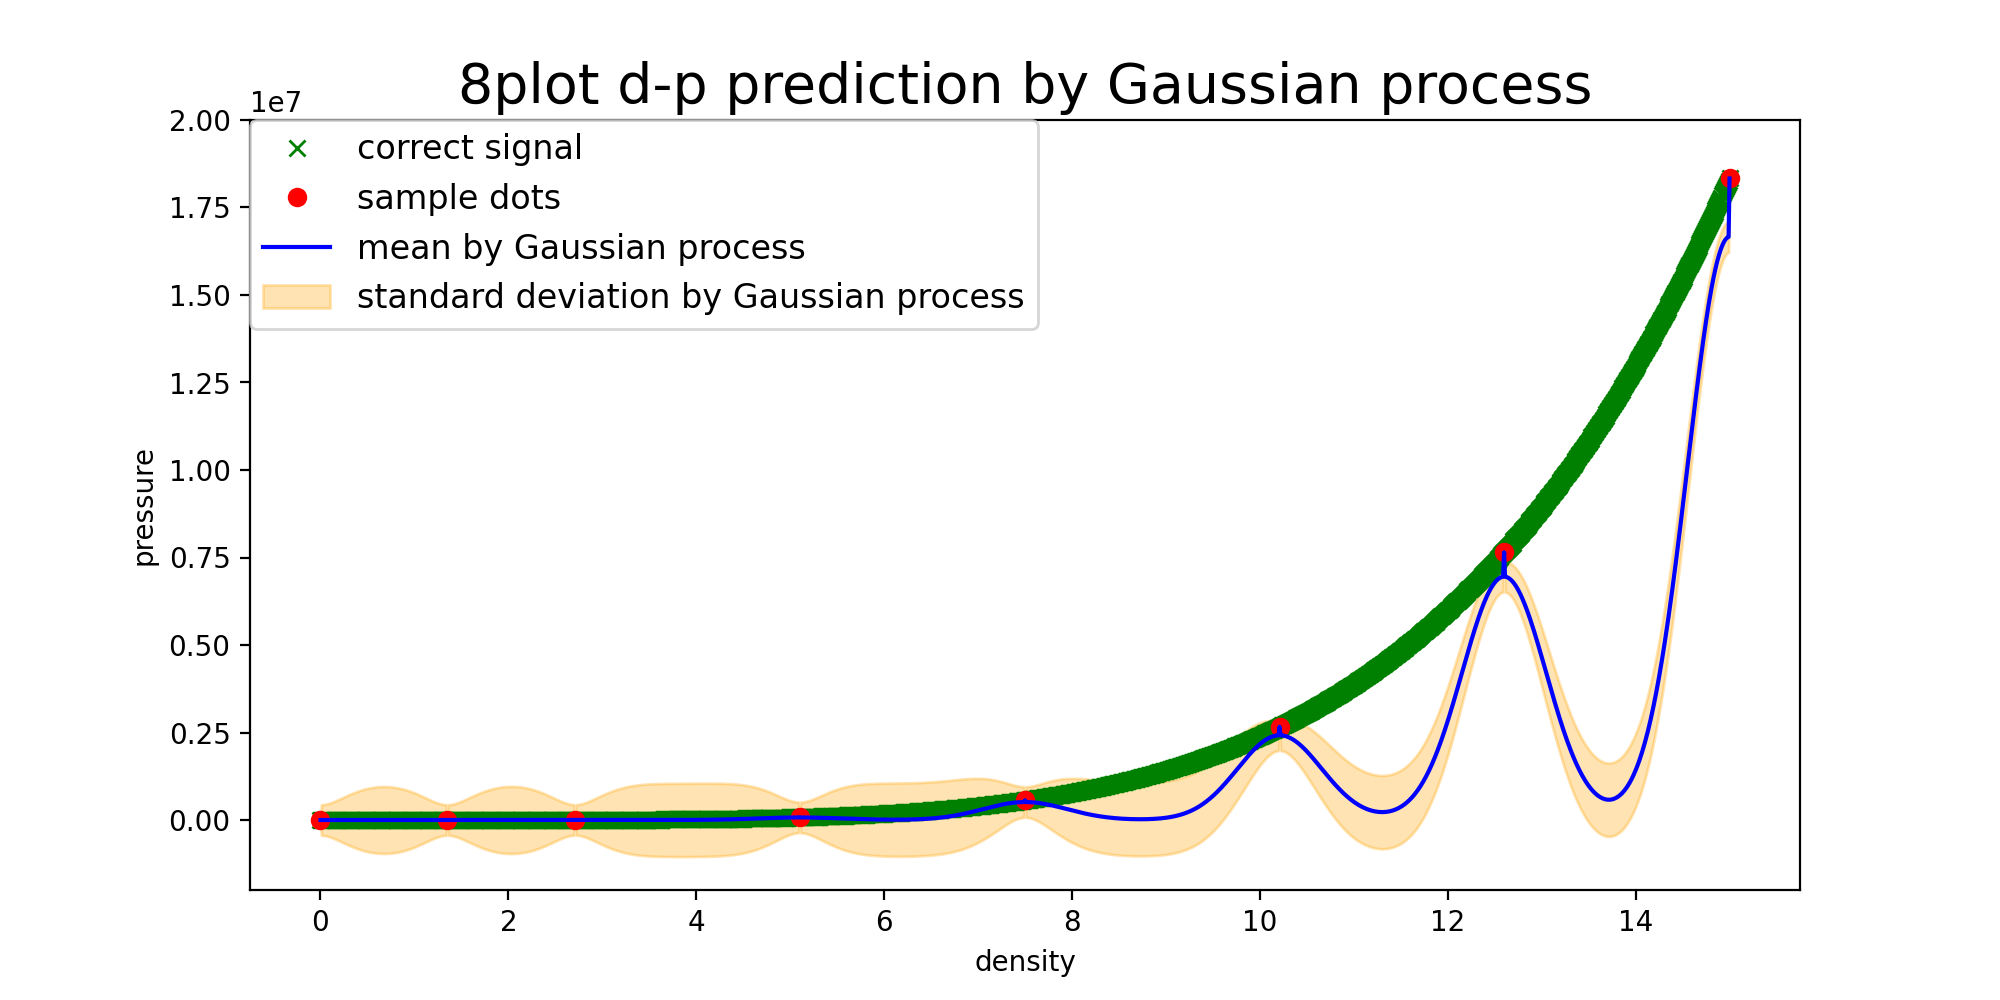 8plot d-p prediction by Gaussian process
1e7
2.00
1.75
1.50
1.25
1.00
0.75
0.50
0.25
0.00
pressure
correct signal
sample dots
mean by Gaussian process
standard deviation by Gaussian process
0 2 4 6 8 10 12 14
density